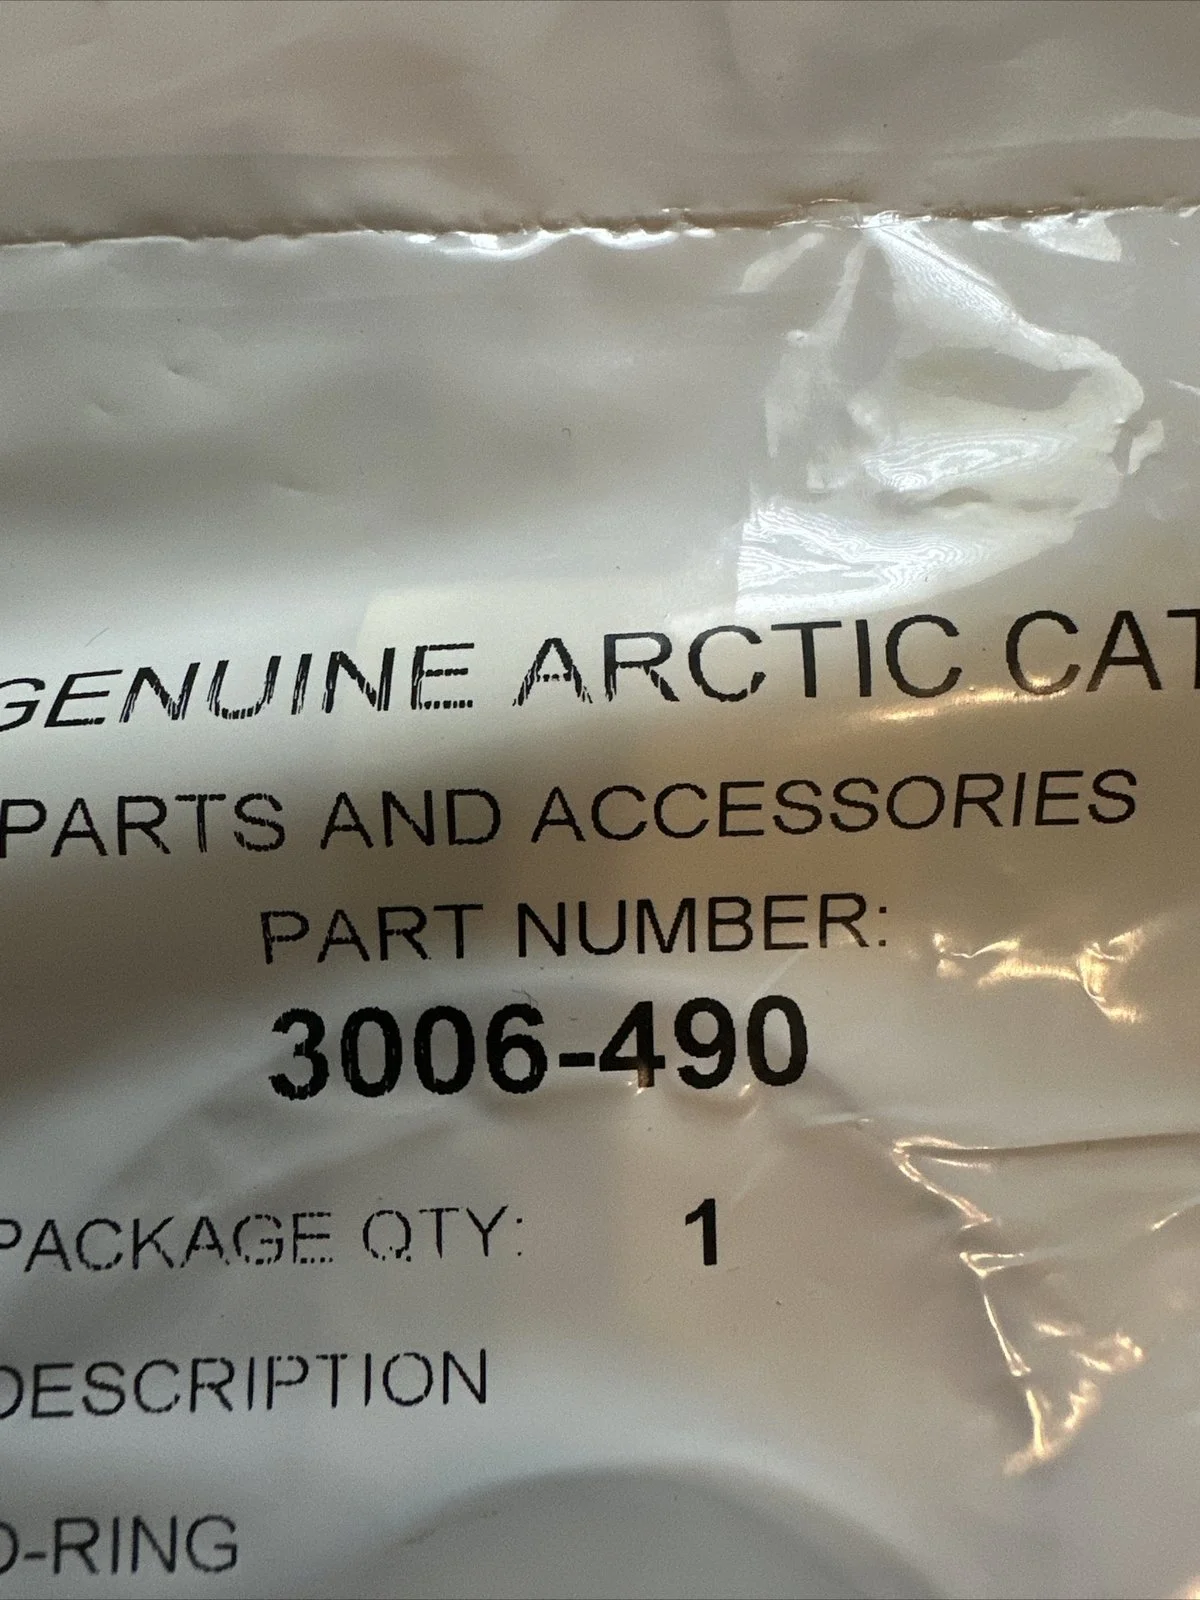 GENUINE ARCTIC CAT
PARTS AND ACCESSORIES
PART NUMBER:
3006-490
PACKAGE QTY: 1
DESCRIPTION
O-RING